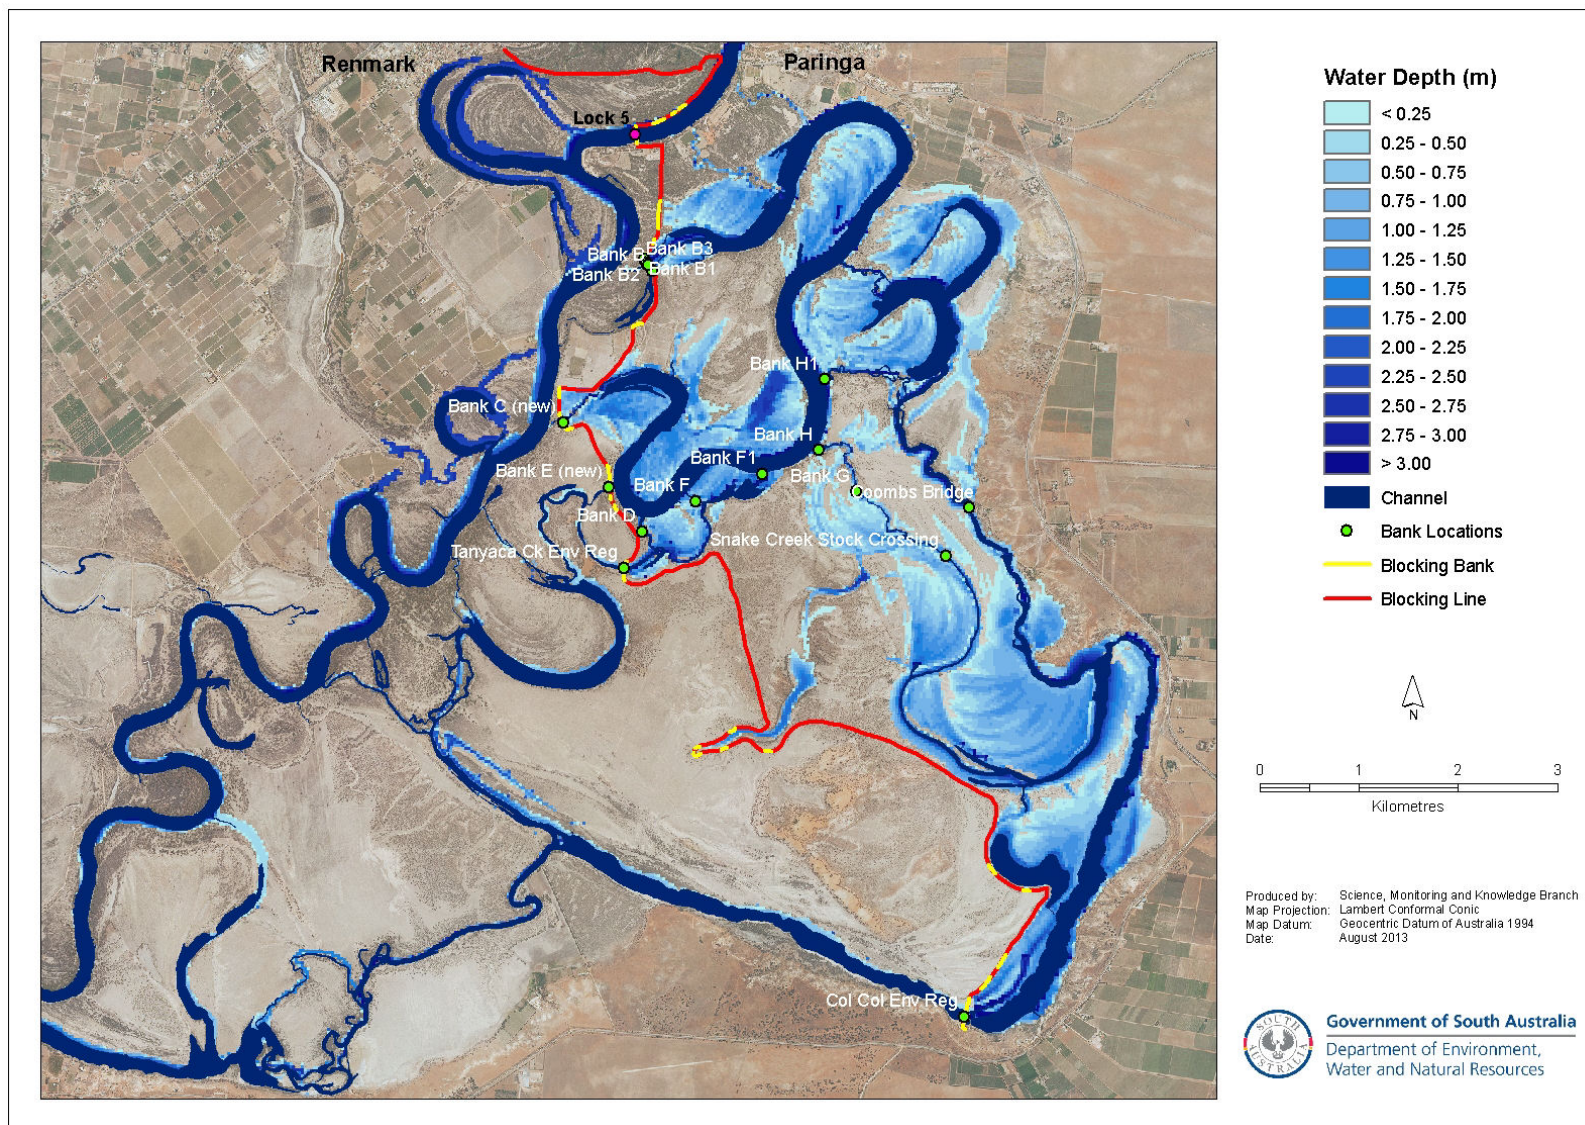 Renmark
Paringa
Lock 5
Bank B3
Bank B
Bank B1
Bank B2
Bank H1
Bank C (new)
Bank H
Bank F1
Bank E (new)
Bank G
Bank F
Coombs Bridge
Bank D
Snake Creek Stock Crossing
Tanyaca Ck Env Reg
Col Col Env Reg
Water Depth (m)
< 0.25
0.25 - 0.50
0.50 - 0.75
0.75 - 1.00
1.00 - 1.25
1.25 - 1.50
1.50 - 1.75
1.75 - 2.00
2.00 - 2.25
2.25 - 2.50
2.50 - 2.75
2.75 - 3.00
> 3.00
Channel
Bank Locations
Blocking Bank
Blocking Line
N
0 1 2 3
Kilometres
Produced by: Science, Monitoring and Knowledge Branch
Map Projection: Lambert Conformal Conic
Map Datum: Geocentric Datum of Australia 1994
Date: August 2013
SOUTH AUSTRALIA
Government of South Australia
Department of Environment,
Water and Natural Resources